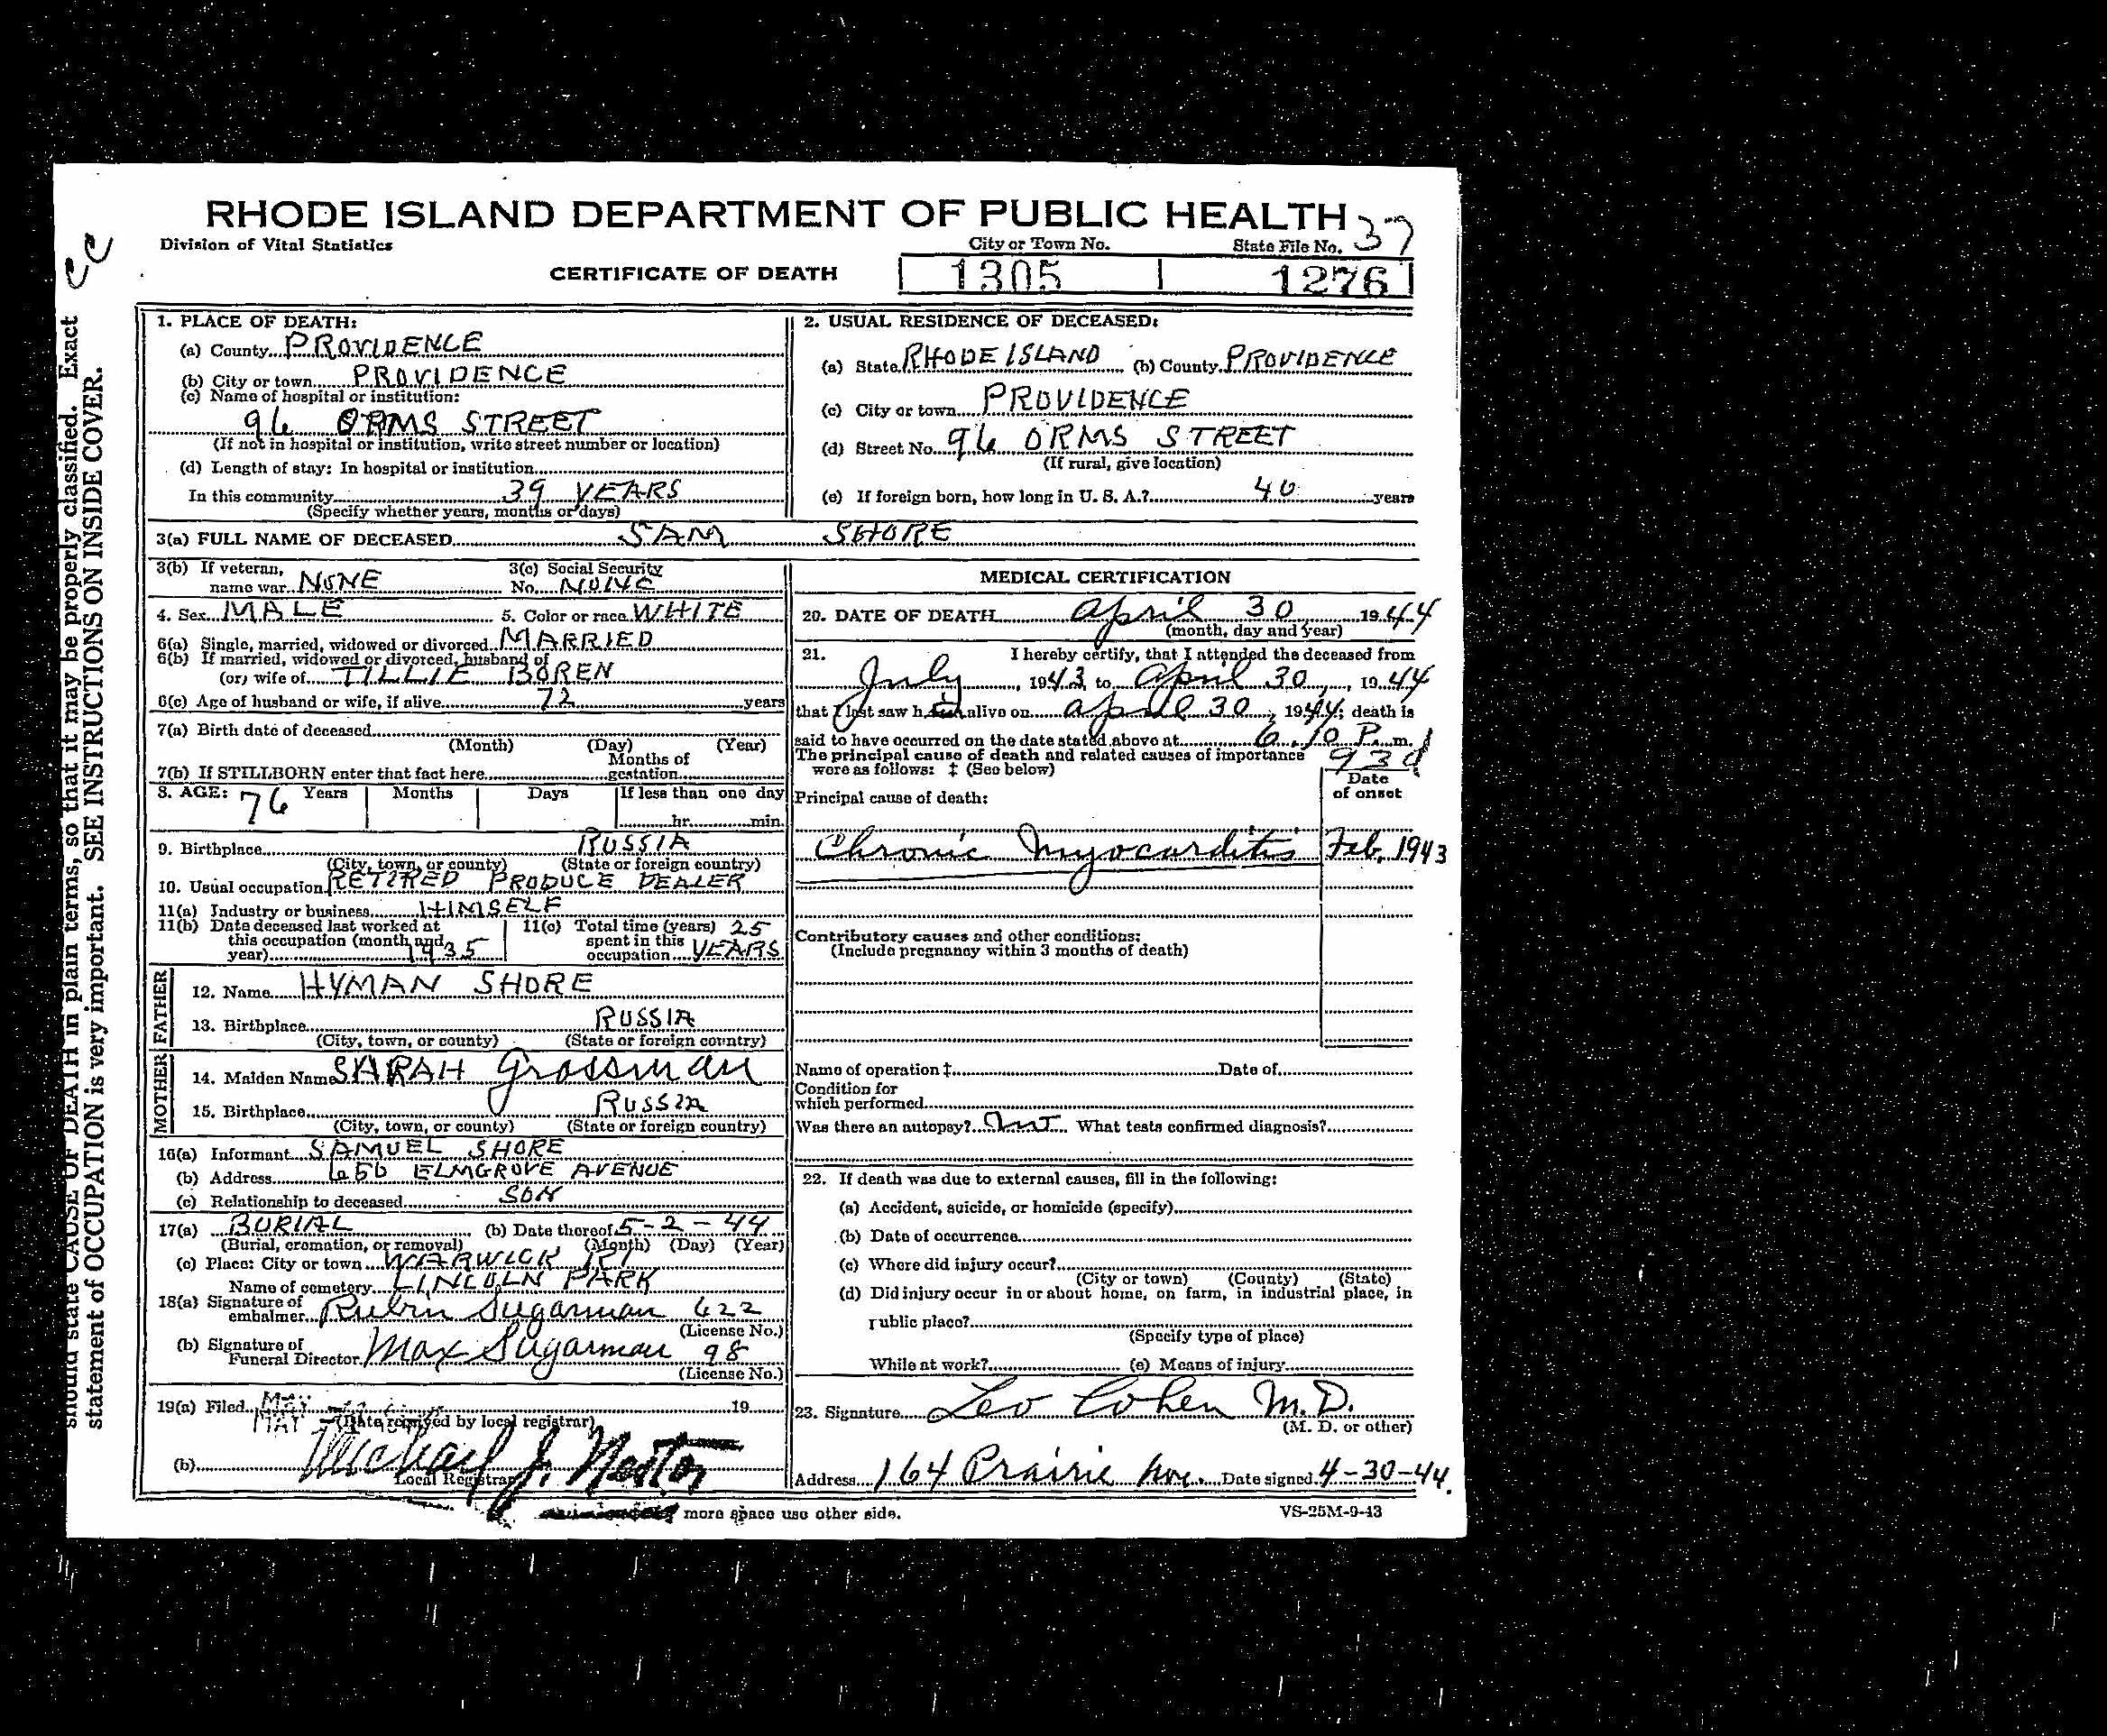 RHODE ISLAND DEPARTMENT OF PUBLIC HEALTH 37
Division of Vital Statistics
City or Town No. State File No.
CERTIFICATE OF DEATH 1305 1276
CC
should state CAUSE OF DEATH in plain terms, so that it may be properly classified. Exact
statement of OCCUPATION is very important. SEE INSTRUCTIONS ON INSIDE COVER.
1. PLACE OF DEATH:
(a) County PROVIDENCE
(b) City or town PROVIDENCE
(c) Name of hospital or institution:
96 ORMS STREET
(If not in hospital or institution, write street number or location)
(d) Length of stay: In hospital or institution
In this community 39 YEARS
(Specify whether years, months or days)
2. USUAL RESIDENCE OF DECEASED:
(a) State RHODE ISLAND (b) County PROVIDENCE
(c) City or town PROVIDENCE
(d) Street No. 96 ORMS STREET
(If rural, give location)
(e) If foreign born, how long in U. S. A.? 40 years
3(a) FULL NAME OF DECEASED SAM SHORE
3(b) If veteran, 3(c) Social Security
name war NONE No. NONE
4. Sex MALE 5. Color or race WHITE
6(a) Single, married, widowed or divorced MARRIED
6(b) If married, widowed or divorced, husband of
(or) wife of TILLIE BOREN
6(c) Age of husband or wife, if alive 72 years
7(a) Birth date of deceased
(Month) (Day) (Year)
Months of
7(b) If STILLBORN enter that fact here gestation
8. AGE: 76 Years Months Days If less than one day
hr. min.
9. Birthplace RUSSIA
(City, town, or county) (State or foreign country)
10. Usual occupation RETIRED PRODUCE DEALER
11(a) Industry or business HIMSELF
11(b) Date deceased last worked at 11(c) Total time (years) 25
this occupation (month and spent in this
year) 1935 occupation YEARS
FATHER
12. Name HYMAN SHORE
13. Birthplace RUSSIA
(City, town, or county) (State or foreign country)
MOTHER
14. Maiden Name SARAH Grossman
15. Birthplace RUSSIA
(City, town, or county) (State or foreign country)
16(a) Informant SAMUEL SHORE
(b) Address 656 ELMGROVE AVENUE
(c) Relationship to deceased SON
17(a) BURIAL (b) Date thereof 5-2-44
(Burial, cremation, or removal) (Month) (Day) (Year)
(c) Place: City or town WARWICK RI
Name of cemetery LINCOLN PARK
18(a) Signature of
embalmer Rubin Sugarman 622
(License No.)
(b) Signature of
Funeral Director Max Sugarman 98
(License No.)
19(a) Filed MAY 19
(Date received by local registrar)
(b) Michael J. Nestor
Local Registrar
more space use other side.
MEDICAL CERTIFICATION
20. DATE OF DEATH April 30 1944
(month, day and year)
21. I hereby certify, that I attended the deceased from
July, 1943, to April 30, 1944
that I last saw him alive on April 30, 1944; death is
said to have occurred on the date stated above at 6.10 P. m.
The principal cause of death and related causes of importance 93d
were as follows: ‡ (See below)
Date
of onset
Principal cause of death:
Chronic Myocarditis Feb, 1943
Contributory causes and other conditions:
(Include pregnancy within 3 months of death)
Name of operation ‡ Date of
Condition for
which performed
Was there an autopsy? What tests confirmed diagnosis?
22. If death was due to external causes, fill in the following:
(a) Accident, suicide, or homicide (specify)
(b) Date of occurrence
(c) Where did injury occur?
(City or town) (County) (State)
(d) Did injury occur in or about home, on farm, in industrial place, in
public place?
(Specify type of place)
While at work? (e) Means of injury
23. Signature Leo Cohen M.D.
(M. D. or other)
Address 164 Prairie Ave. Date signed 4-30-44.
VS-25M-9-43